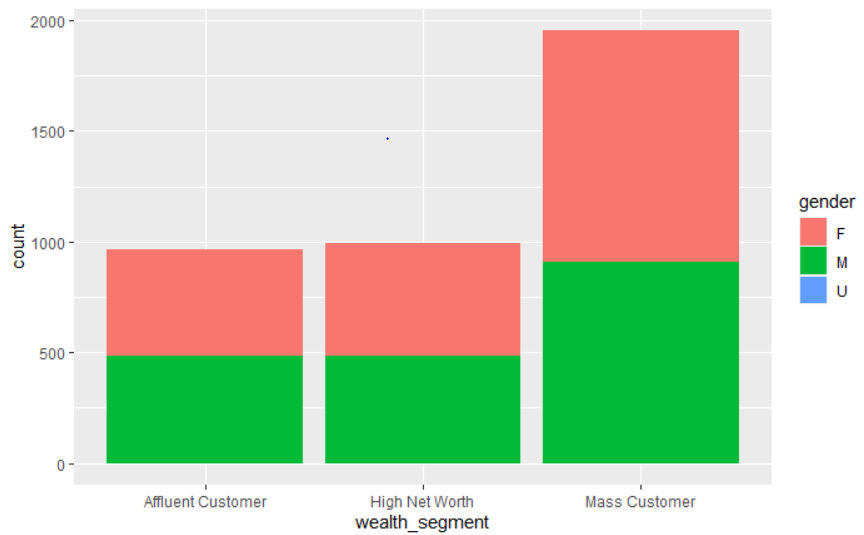 2000
1500
1000
500
0
count
Affluent Customer
High Net Worth
Mass Customer
wealth_segment
gender
F
M
U